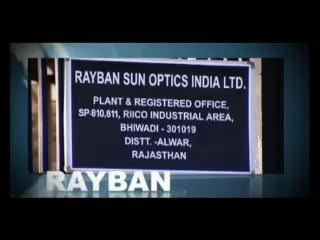 RAYBAN SUN OPTICS INDIA LTD.
PLANT & REGISTERED OFFICE,
SP-810,811, RIICO INDUSTRIAL AREA,
BHIWADI - 301019
DISTT. -ALWAR,
RAJASTHAN
RAYBAN